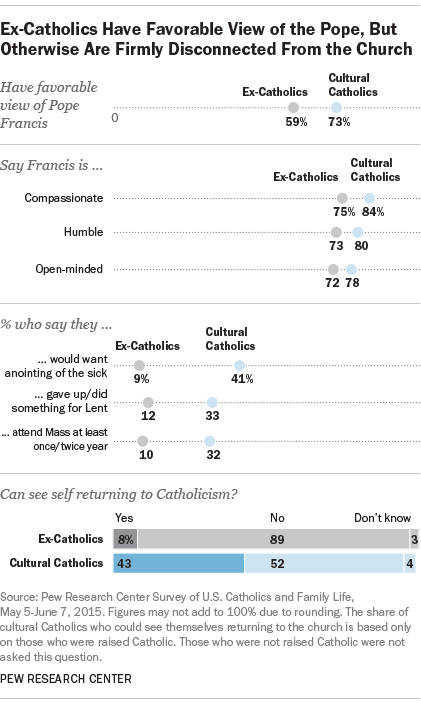 Ex-Catholics Have Favorable View of the Pope, But
Otherwise Are Firmly Disconnected From the Church
Have favorable
view of Pope
Francis
Ex-Catholics
Cultural
Catholics
0
59%
73%
Say Francis is ...
Ex-Catholics
Cultural
Catholics
Compassionate
75%
84%
Humble
73
80
Open-minded
72
78
% who say they ...
Ex-Catholics
Cultural
Catholics
... would want
anointing of the sick
9%
41%
... gave up/did
something for Lent
12
33
... attend Mass at least
once/twice year
10
32
Can see self returning to Catholicism?
Yes
No
Don't know
Ex-Catholics
8%
89
3
Cultural Catholics
43
52
4
Source: Pew Research Center Survey of U.S. Catholics and Family Life,
May 5-June 7, 2015. Figures may not add to 100% due to rounding. The share of
cultural Catholics who could see themselves returning to the church is based only
on those who were raised Catholic. Those who were not raised Catholic were not
asked this question.
PEW RESEARCH CENTER